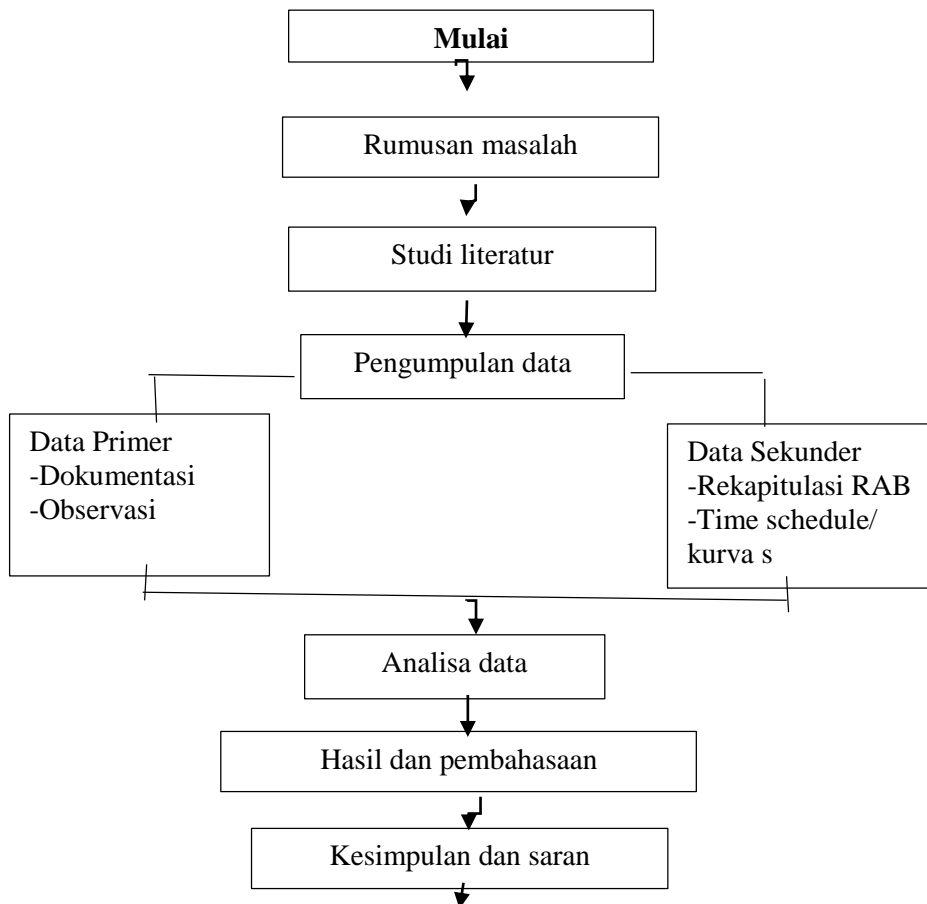 Mulai
Rumusan masalah
Studi literatur
Pengumpulan data
Data Primer
-Dokumentasi
-Observasi
Data Sekunder
-Rekapitulasi RAB
-Time schedule/
kurva s
Analisa data
Hasil dan pembahasaan
Kesimpulan dan saran